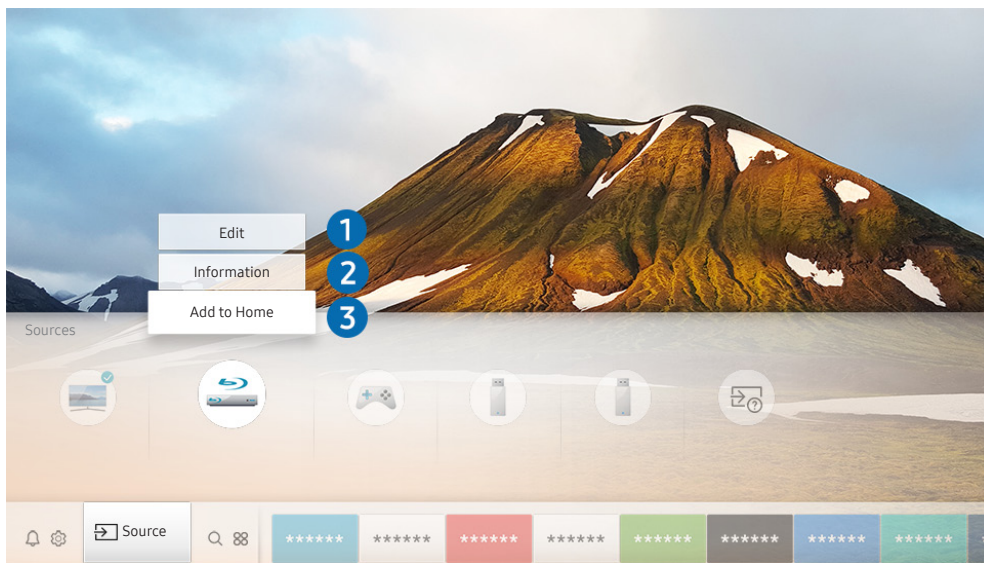 Edit
1
Information
2
Add to Home
3
Sources
?
Source
****** ****** ****** ****** ****** ****** ****** ******